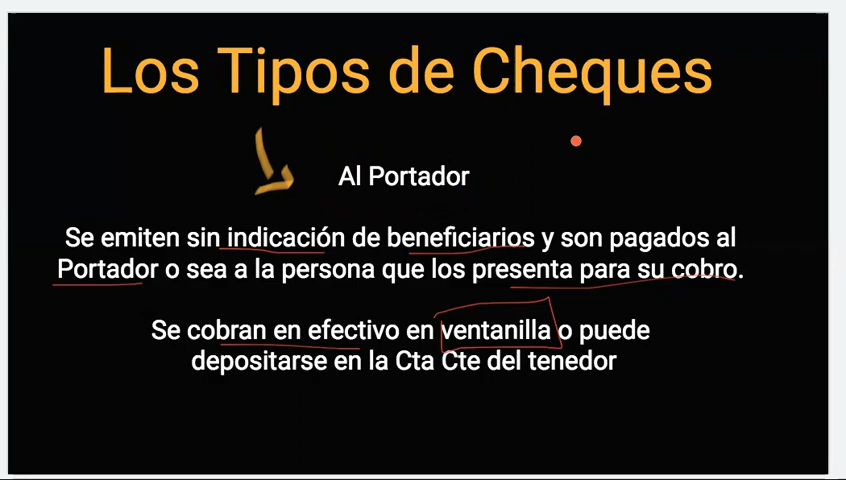 Los Tipos de Cheques
Al Portador
Se emiten sin indicación de beneficiarios y son pagados al
Portador o sea a la persona que los presenta para su cobro.
Se cobran en efectivo en ventanilla o puede
depositarse en la Cta Cte del tenedor